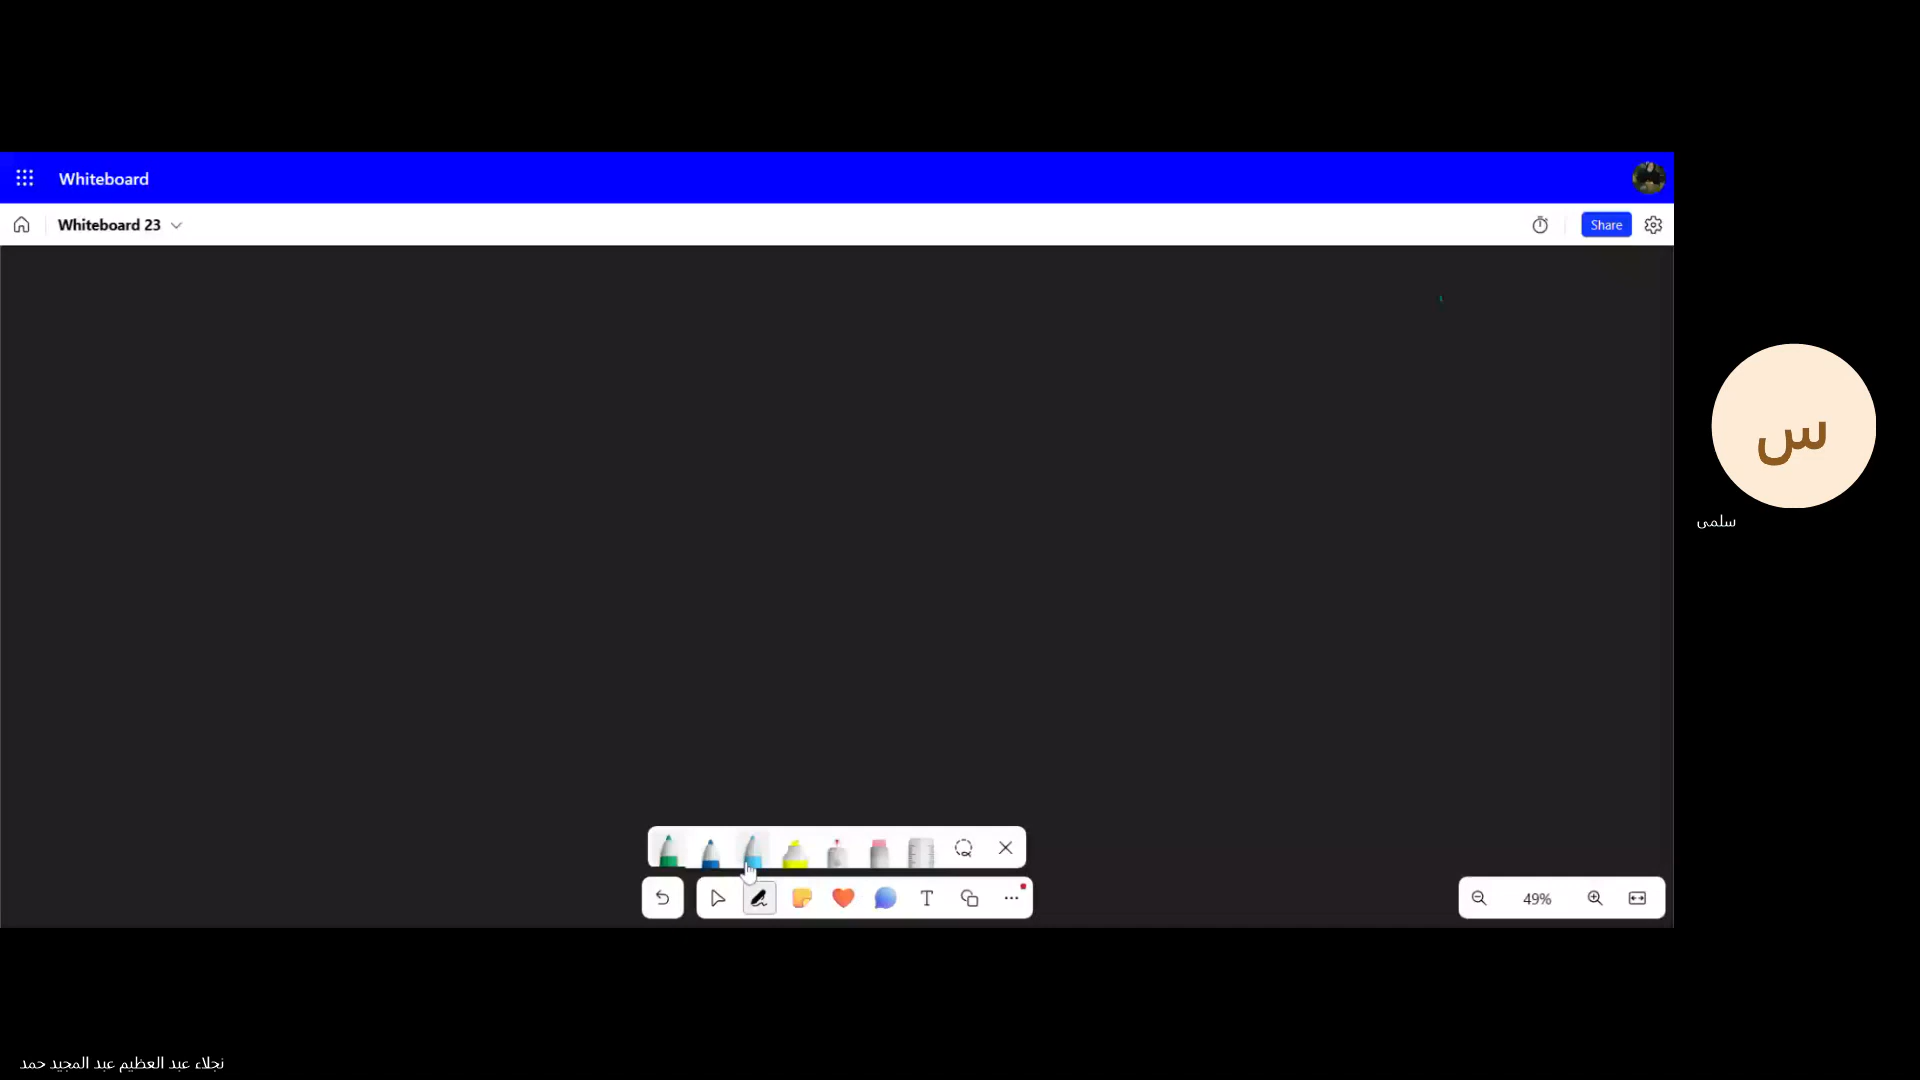 Whiteboard
Whiteboard 23
Share
س
سلمى
49%
نجلاء عبد العظيم عبد المجيد حمد